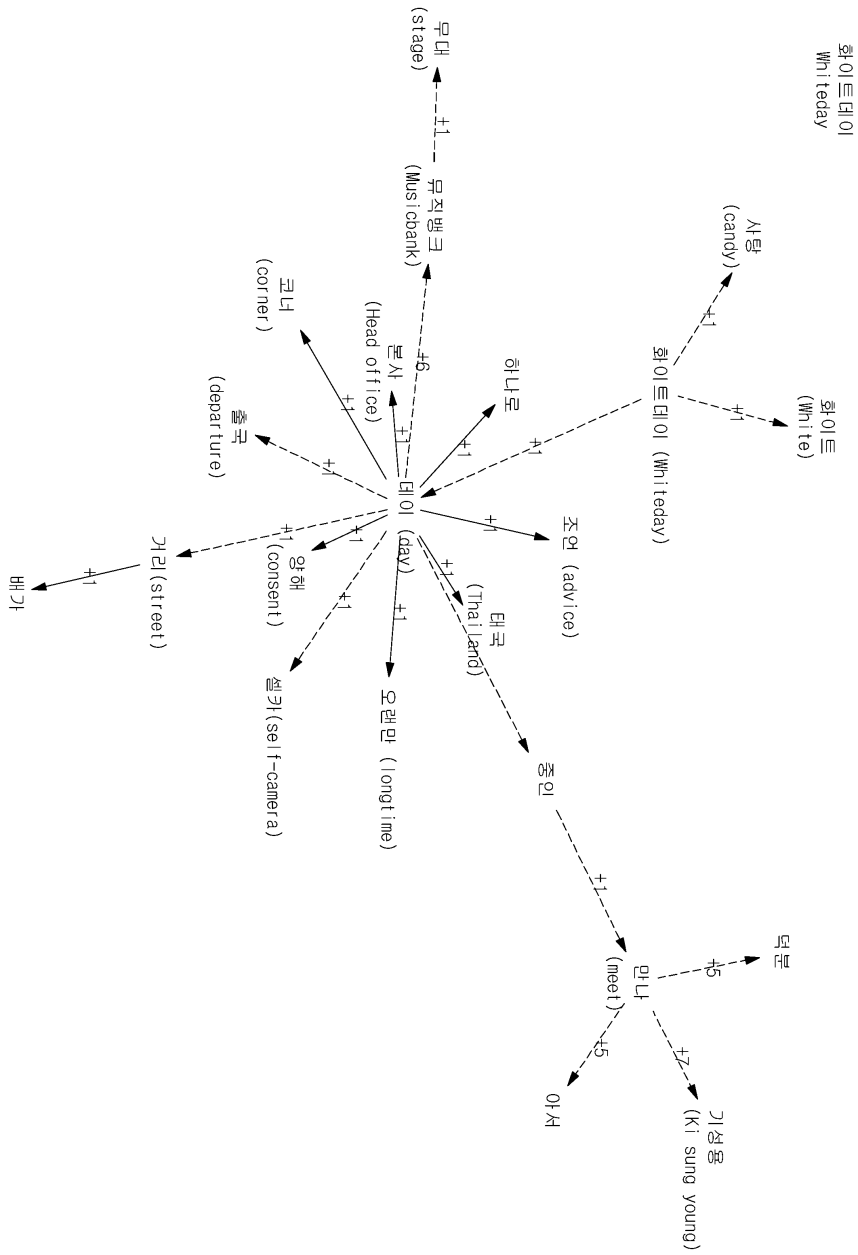 화이트데이
Whiteday
사탕
(candy)
+1
화이트데이 (Whiteday)
+1
화이트
(White)
+1
무대
(stage)
+1
뮤직뱅크
(Musicbank)
+6
코너
(corner)
+1
본사
(Head office)
+1
하나로
+1
출국
(departure)
+1
데이 (day)
조언 (advice)
+1
태국
(Thailand)
+1
양해
(consent)
+1
거리(street)
+1
배가
+1
셀카(self-camera)
+1
오랜만 (longtime)
+1
중인
+1
만나
(meet)
덕분
+5
기성용
(Ki sung young)
+7
아서
+5